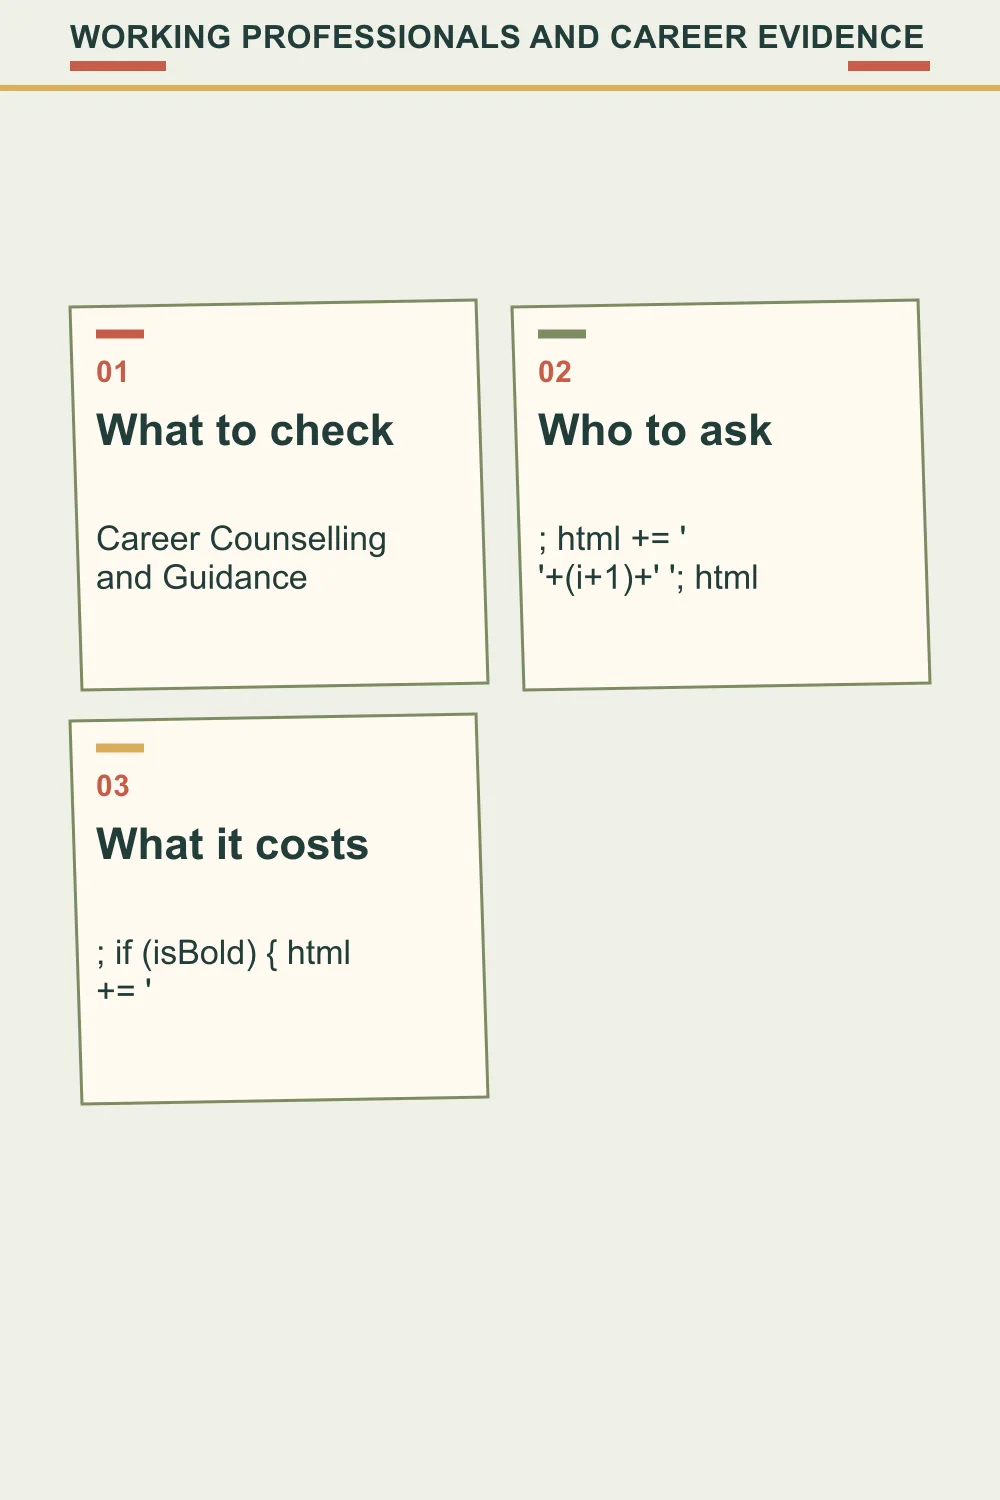 WORKING PROFESSIONALS AND CAREER EVIDENCE
01
What to check
Career Counselling
and Guidance
02
Who to ask
; html += '
'+(i+1)+' '; html
03
What it costs
; if (isBold) { html
+= '